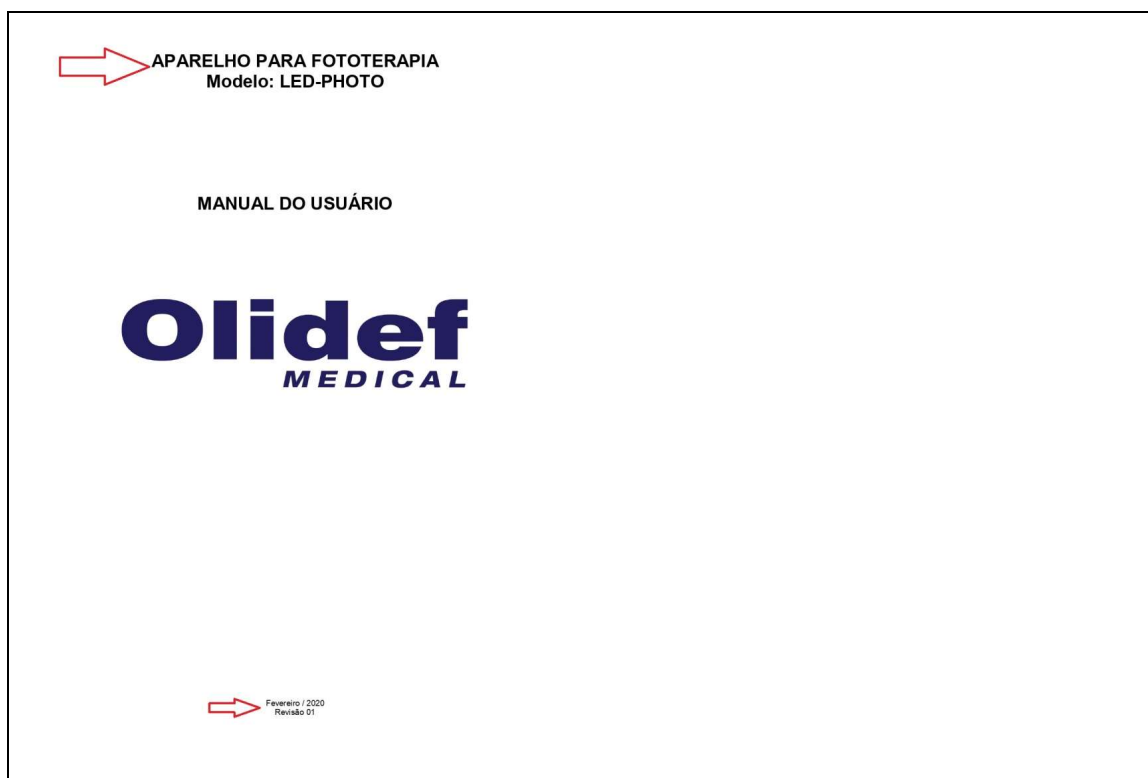 APARELHO PARA FOTOTERAPIA
Modelo: LED-PHOTO
MANUAL DO USUÁRIO
Olidef
MEDICAL
Fevereiro / 2020
Revisão 01